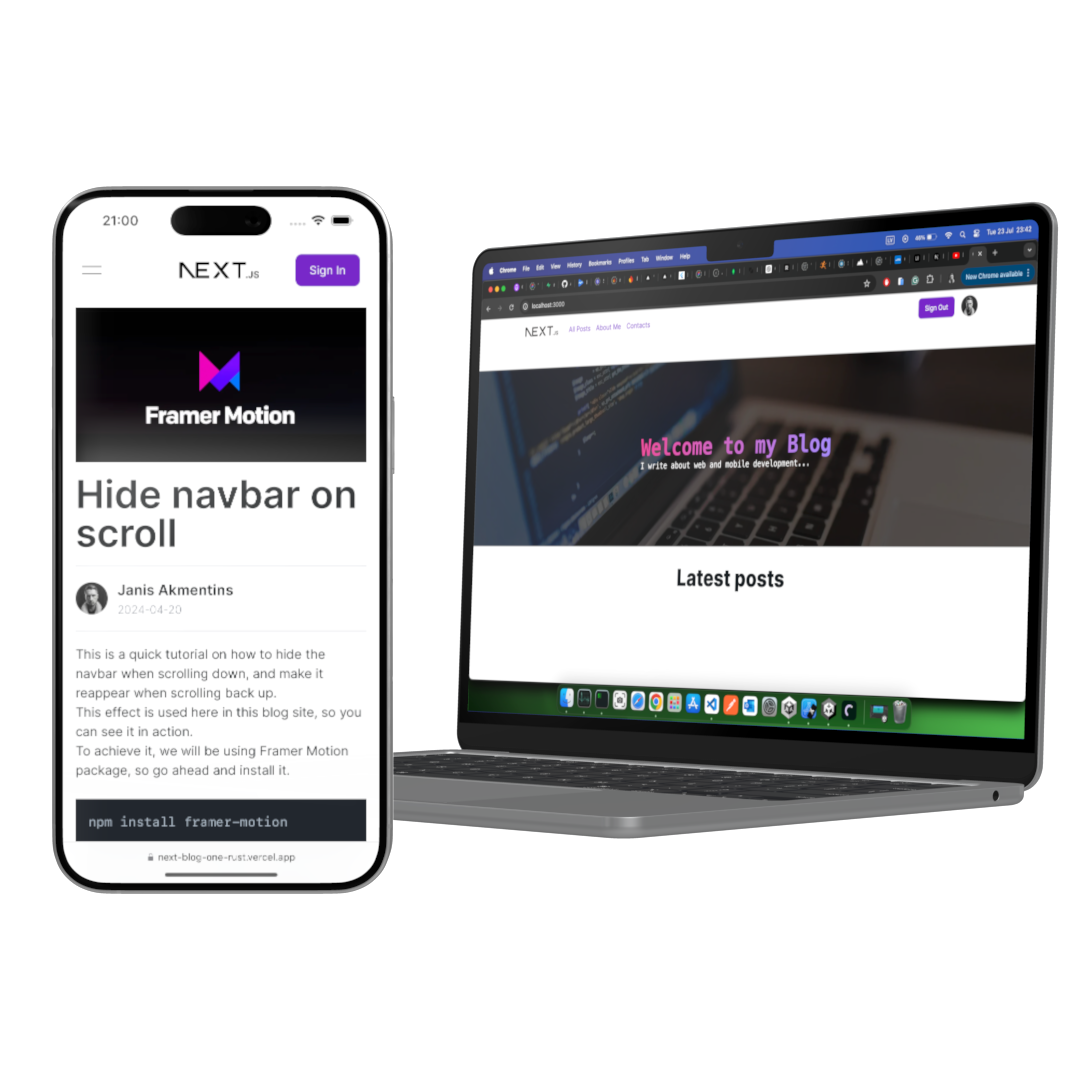 21:00
NEXT.JS
Sign In
Framer Motion
Hide navbar on
scroll
Janis Akmentins
2024-04-20
This is a quick tutorial on how to hide the
navbar when scrolling down, and make it
reappear when scrolling back up.
This effect is used here in this blog site, so you
can see it in action.
To achieve it, we will be using Framer Motion
package, so go ahead and install it.
npm install framer-motion
next-blog-one-rust.vercel.app
Chrome File Edit View History Bookmarks Profiles Tab Window Help
46% Tue 23 Jul 23:42
localhost:3000
New Chrome available
NEXT.JS All Posts About Me Contacts
Sign Out
Welcome to my Blog
I write about web and mobile development...
Latest posts